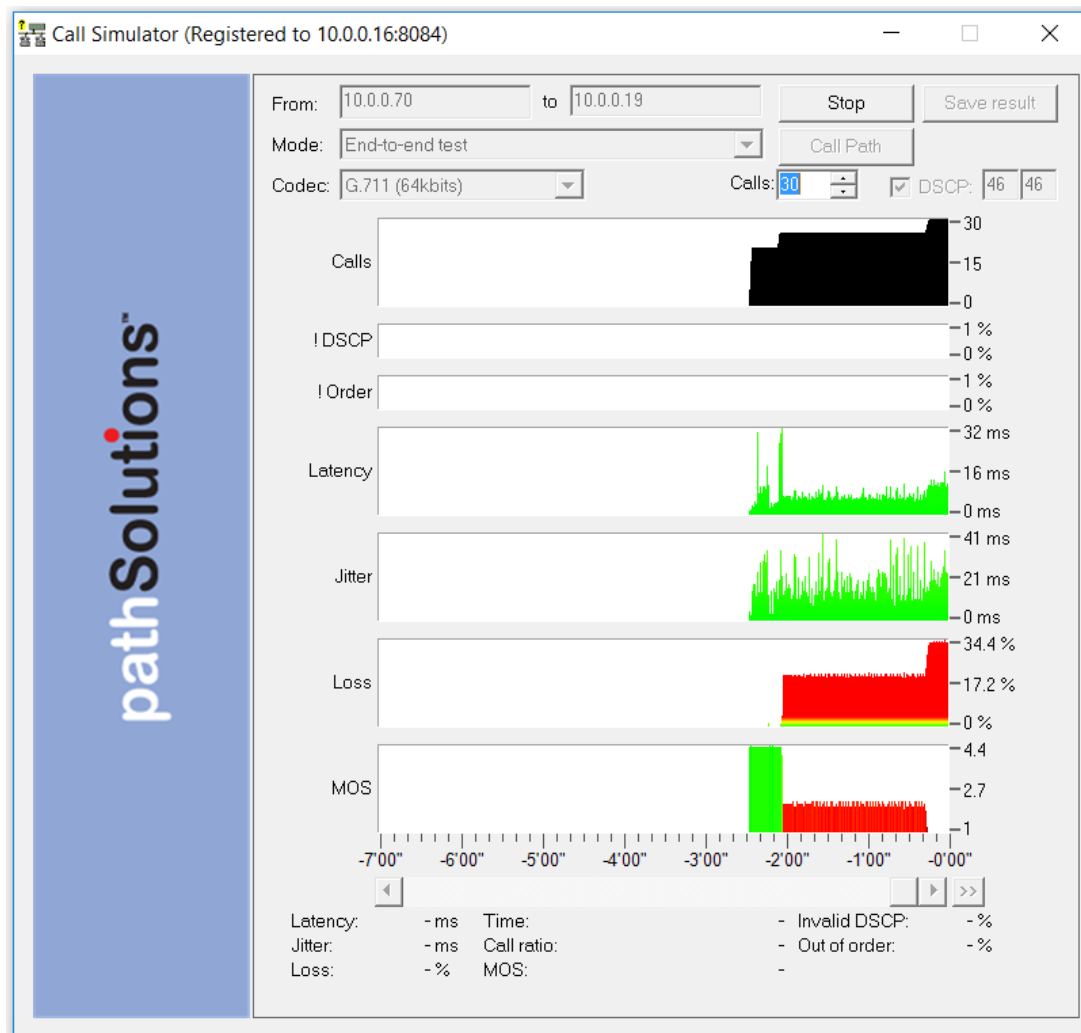 Call Simulator (Registered to 10.0.0.16:8084)
pathSolutions™
From: 10.0.0.70 to 10.0.0.19 Stop Save result
Mode: End-to-end test Call Path
Codec: G.711 (64kbits) Calls: 30 DSCP: 46 46
Calls 30
15
0
! DSCP 1 %
0 %
! Order 1 %
0 %
Latency 32 ms
16 ms
0 ms
Jitter 41 ms
21 ms
0 ms
Loss 34.4 %
17.2 %
0 %
MOS 4.4
2.7
1
-7'00" -6'00" -5'00" -4'00" -3'00" -2'00" -1'00" -0'00"
>>
Latency: - ms Time: - Invalid DSCP: - %
Jitter: - ms Call ratio: - Out of order: - %
Loss: - % MOS: -